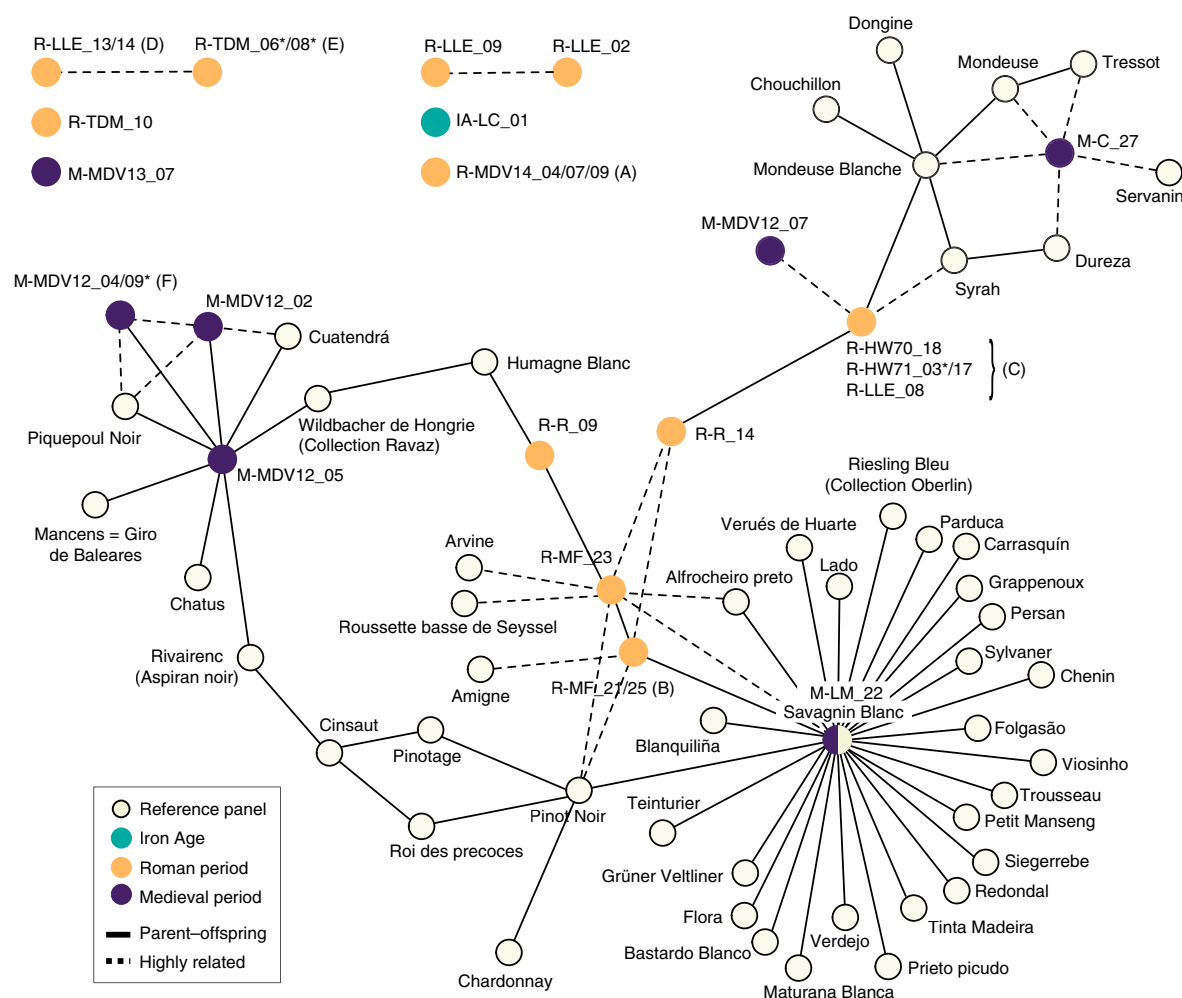 R-LLE_13/14 (D)
R-TDM_06*/08* (E)
R-TDM_10
M-MDV13_07
R-LLE_09
R-LLE_02
IA-LC_01
R-MDV14_04/07/09 (A)
Dongine
Chouchillon
Mondeuse
Tressot
M-C_27
Mondeuse Blanche
Servanin
M-MDV12_07
Dureza
Syrah
M-MDV12_04/09* (F)
M-MDV12_02
Cuatendrá
Humagne Blanc
R-HW70_18
R-HW71_03*/17
R-LLE_08
(C)
Piquepoul Noir
Wildbacher de Hongrie
(Collection Ravaz)
R-R_09
R-R_14
M-MDV12_05
Mancens = Giro
de Baleares
Chatus
Riesling Bleu
(Collection Oberlin)
Verués de Huarte
Parduca
Carrasquín
Arvine
R-MF_23
Alfrocheiro preto
Lado
Grappenoux
Persan
Roussette basse de Seyssel
Sylvaner
Rivairenc
(Aspiran noir)
Amigne
R-MF_21/25 (B)
M-LM_22
Savagnin Blanc
Chenin
Cinsaut
Pinotage
Blanquiliña
Folgasão
Viosinho
Trousseau
Petit Manseng
Teinturier
Pinot Noir
Roi des precoces
Siegerrebe
Grüner Veltliner
Redondal
Flora
Tinta Madeira
Bastardo Blanco
Verdejo
Prieto picudo
Maturana Blanca
Chardonnay
Reference panel
Iron Age
Roman period
Medieval period
Parent–offspring
Highly related